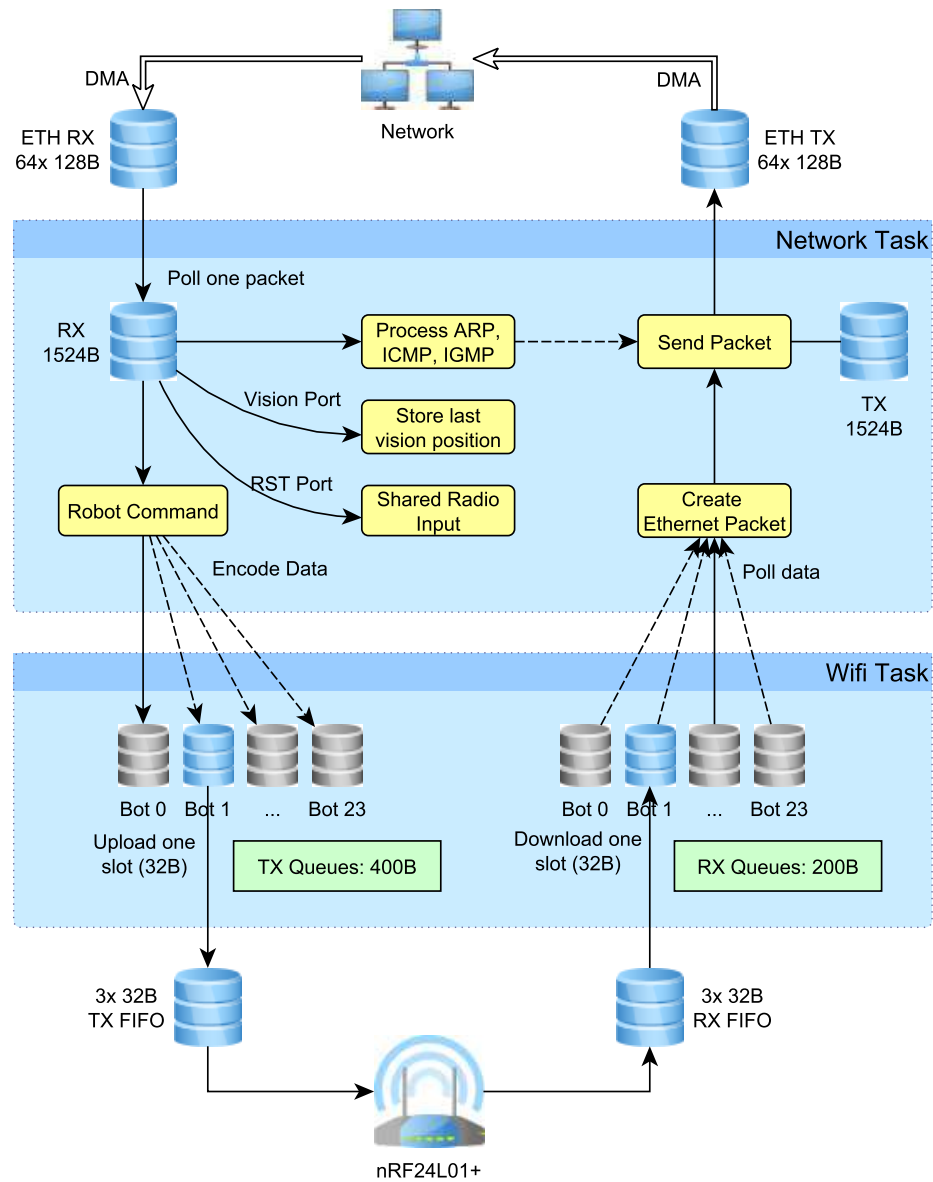 DMA
DMA
Network
ETH RX
64x 128B
ETH TX
64x 128B
Network Task
Poll one packet
RX
1524B
Process ARP,
ICMP, IGMP
Send Packet
TX
1524B
Vision Port
Store last
vision position
RST Port
Shared Radio
Input
Robot Command
Create
Ethernet Packet
Encode Data
Poll data
Wifi Task
Bot 0
Bot 1
...
Bot 23
Bot 0
Bot 1
...
Bot 23
Upload one
slot (32B)
TX Queues: 400B
Download one
slot (32B)
RX Queues: 200B
3x 32B
TX FIFO
3x 32B
RX FIFO
nRF24L01+